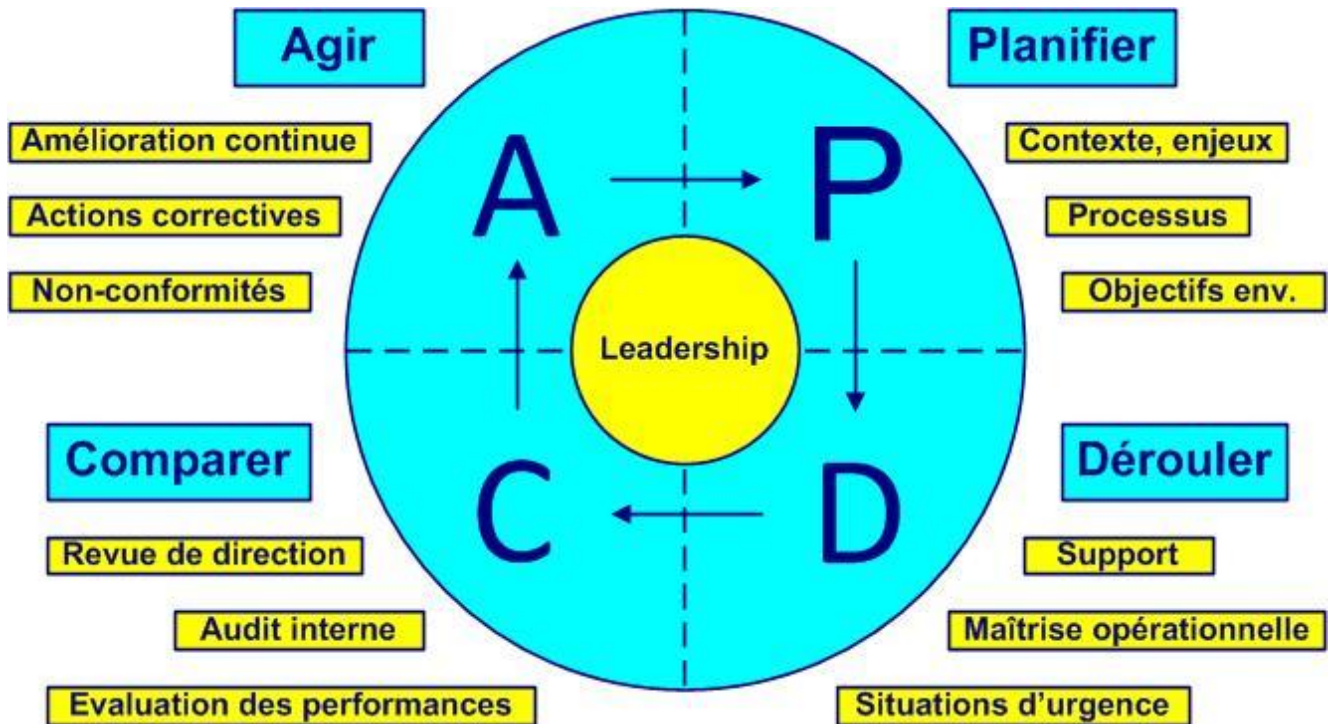 Agir
Planifier
Amélioration continue
Contexte, enjeux
Actions correctives
Processus
Non-conformités
Objectifs env.
A
P
Leadership
Comparer
Dérouler
C
D
Revue de direction
Support
Audit interne
Maîtrise opérationnelle
Evaluation des performances
Situations d'urgence